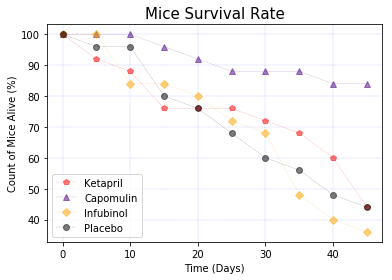 Mice Survival Rate
Count of Mice Alive (%)
100
90
80
70
60
50
40
Ketapril
Capomulin
Infubinol
Placebo
0
10
20
30
40
Time (Days)